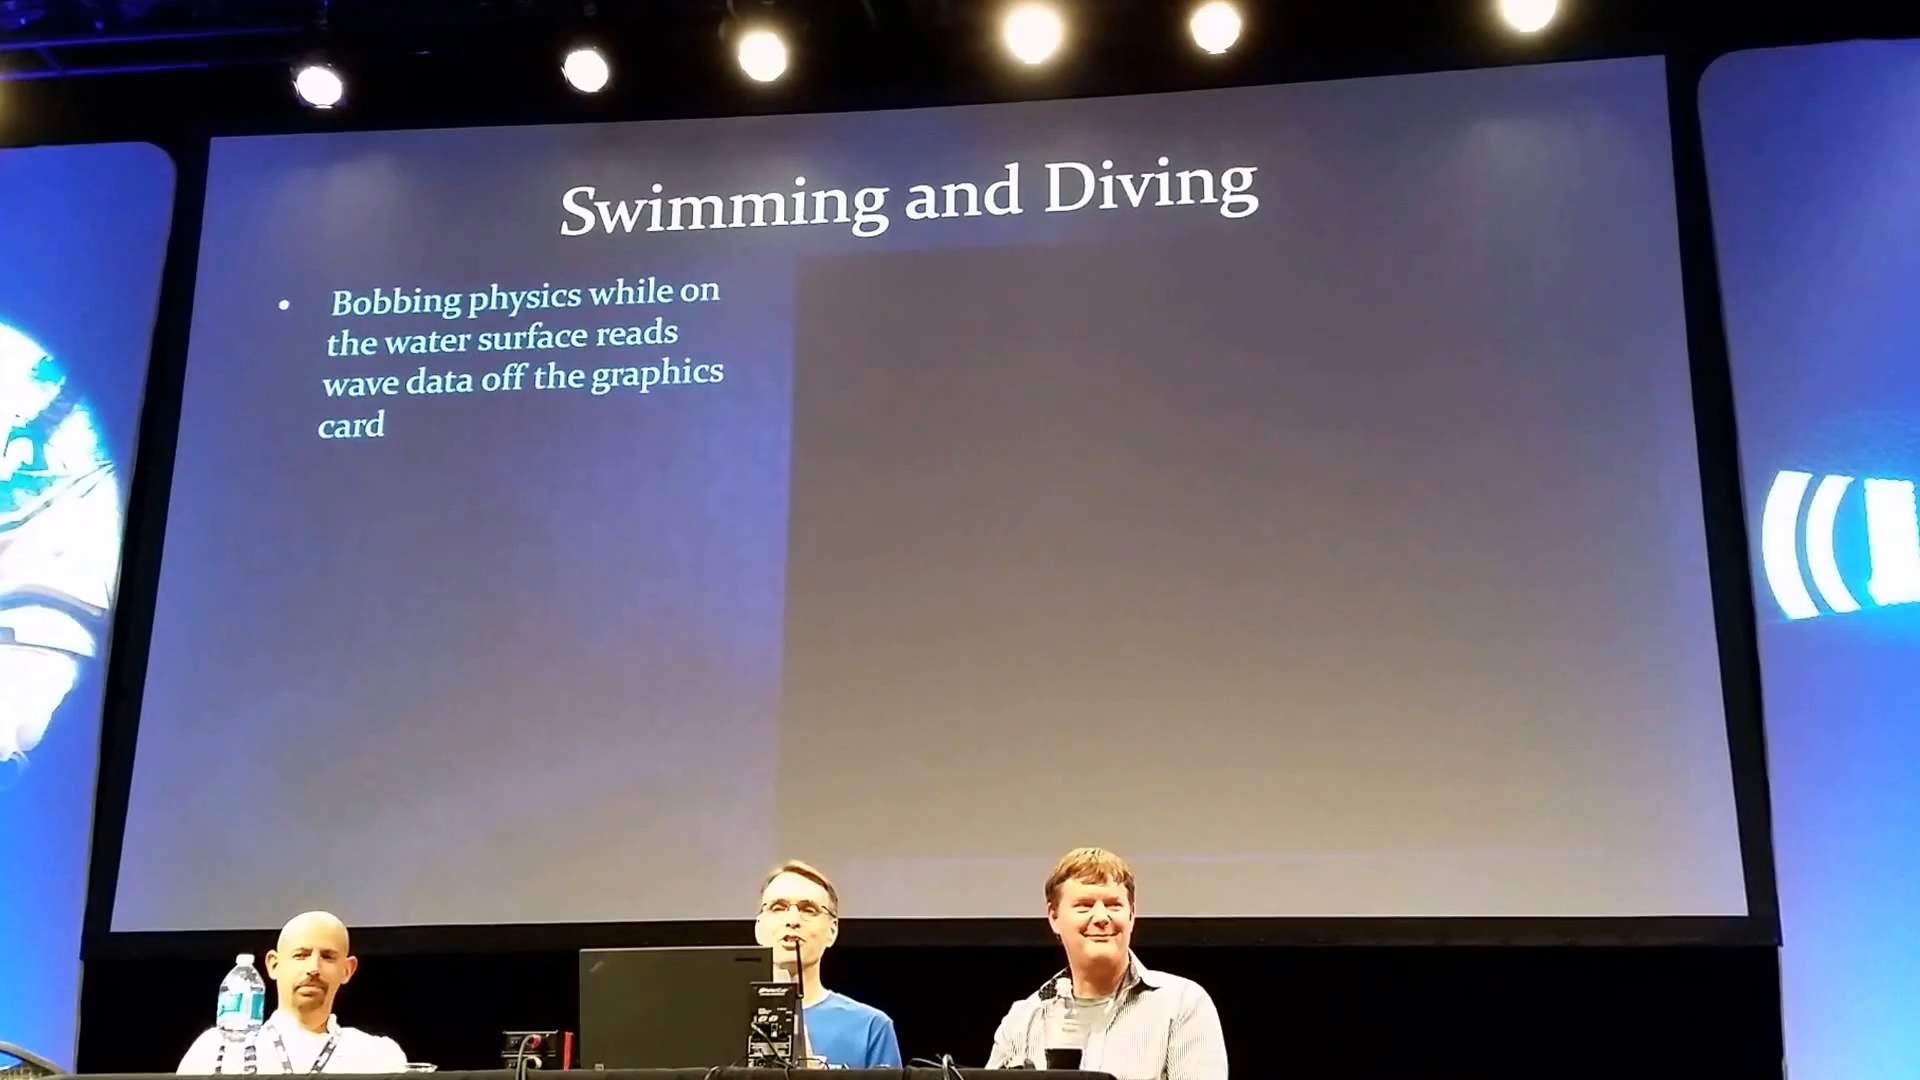 Swimming and Diving
• Bobbing physics while on
the water surface reads
wave data off the graphics
card